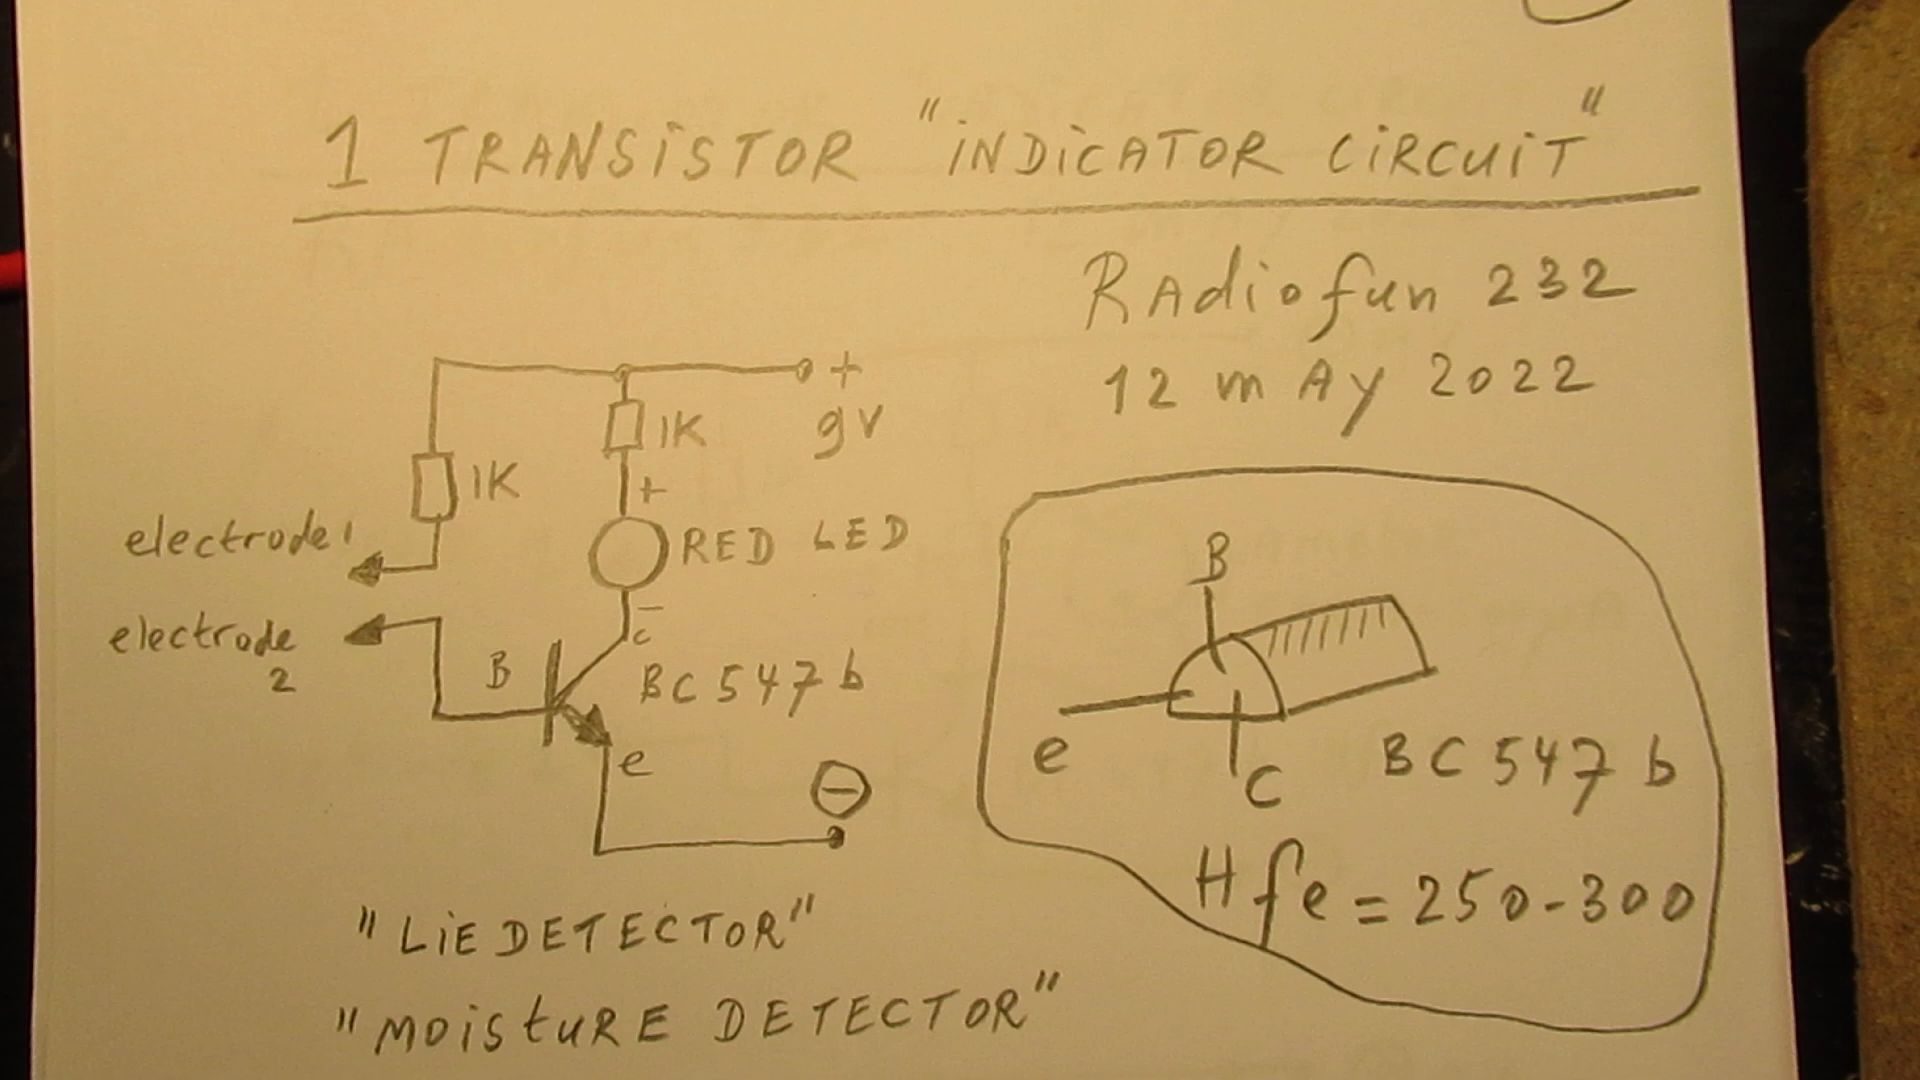 1 TRANSiSTOR "iNDiCATOR CiRCUiT"
RAdiofun 232
12 mAy 2022
+
9V
1K
1K
+
electrode 1
RED LED
-
electrode 2
c
B
BC547b
e
-
B
e
C
BC547b
Hfe = 250-300
"LiE DETECTOR"
"MOiStURE DETECTOR"